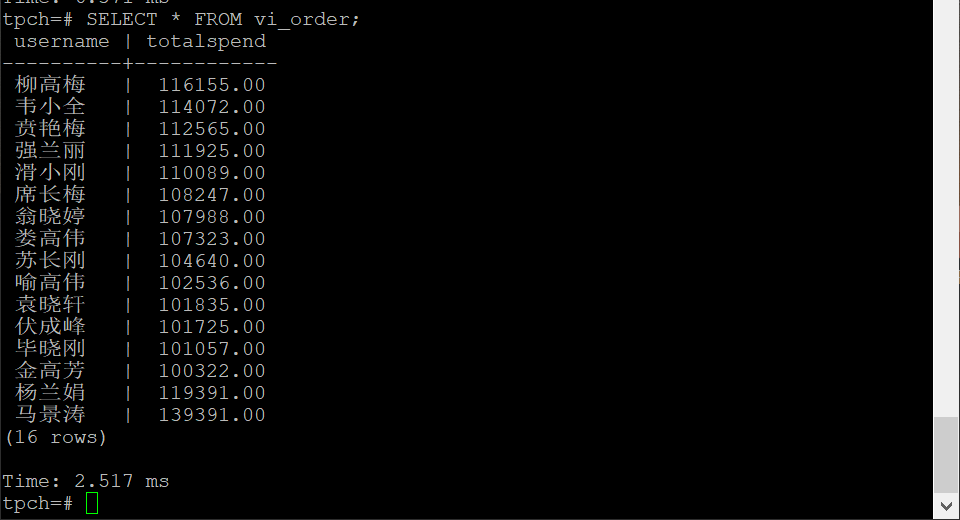 tpch=# SELECT * FROM vi_order;
 username | totalspend
----------+------------
 柳高梅   |  116155.00
 韦小全   |  114072.00
 贲艳梅   |  112565.00
 强兰丽   |  111925.00
 滑小刚   |  110089.00
 席长梅   |  108247.00
 翁晓婷   |  107988.00
 娄高伟   |  107323.00
 苏长刚   |  104640.00
 喻高伟   |  102536.00
 袁晓轩   |  101835.00
 伏成峰   |  101725.00
 毕晓刚   |  101057.00
 金高芳   |  100322.00
 杨兰娟   |  119391.00
 马景涛   |  139391.00
(16 rows)
Time: 2.517 ms
tpch=#